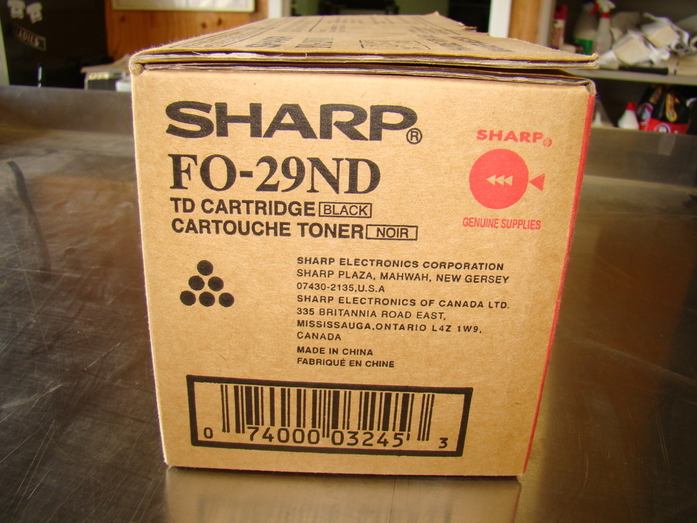 SHARP®
FO-29ND
TD CARTRIDGE BLACK
CARTOUCHE TONER NOIR
SHARP®
GENUINE SUPPLIES
SHARP ELECTRONICS CORPORATION
SHARP PLAZA, MAHWAH, NEW GERSEY
07430-2135,U.S.A
SHARP ELECTRONICS OF CANADA LTD.
335 BRITANNIA ROAD EAST,
MISSISSAUGA,ONTARIO L4Z 1W9,
CANADA
MADE IN CHINA
FABRIQUÉ EN CHINE
0 74000 03245 3